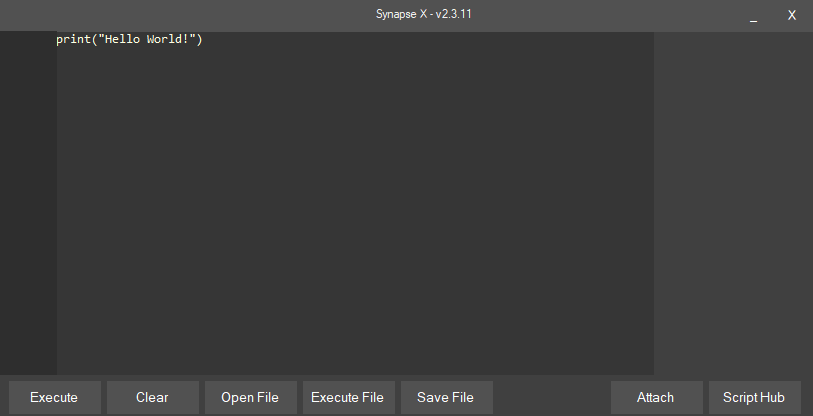 Synapse X - v2.3.11
_ X
print("Hello World!")
Execute Clear Open File Execute File Save File Attach Script Hub